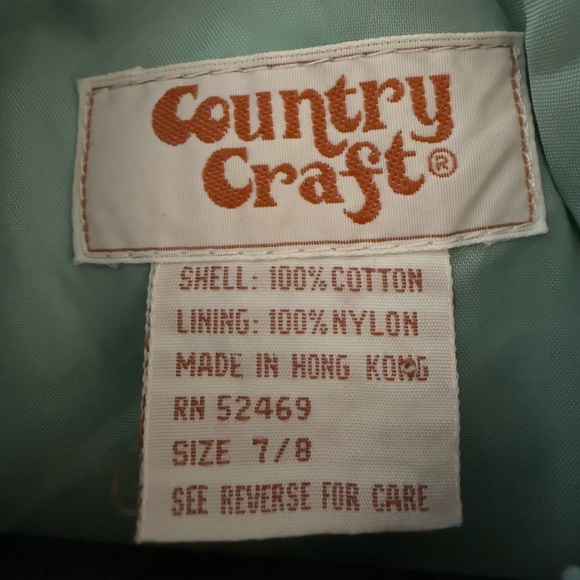 Country
Craft®
SHELL: 100% COTTON
LINING: 100% NYLON
MADE IN HONG KONG
RN 52469
SIZE 7/8
SEE REVERSE FOR CARE